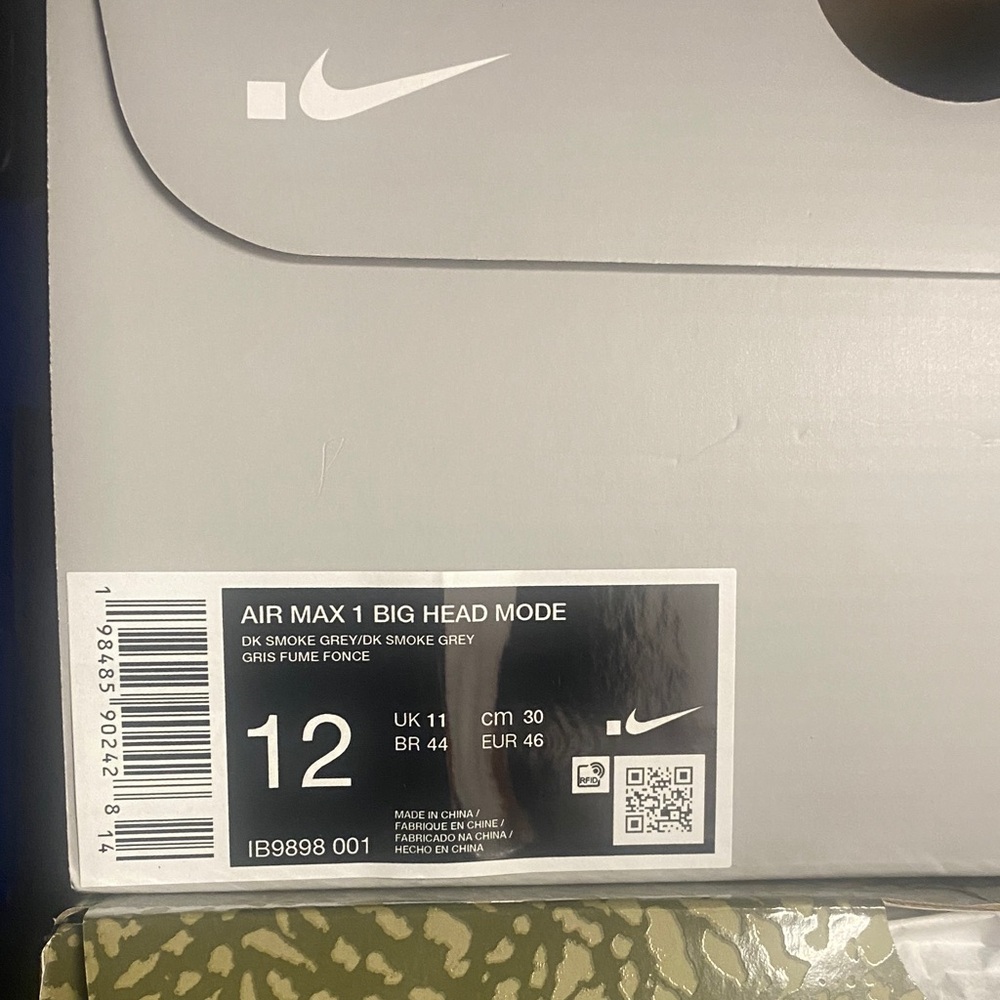 AIR MAX 1 BIG HEAD MODE
DK SMOKE GREY/DK SMOKE GREY
GRIS FUME FONCE
12
UK 11 cm 30
BR 44 EUR 46
RFID
IB9898 001
MADE IN CHINA /
FABRIQUE EN CHINE /
FABRICADO NA CHINA /
HECHO EN CHINA
1 98485 90242 8 14